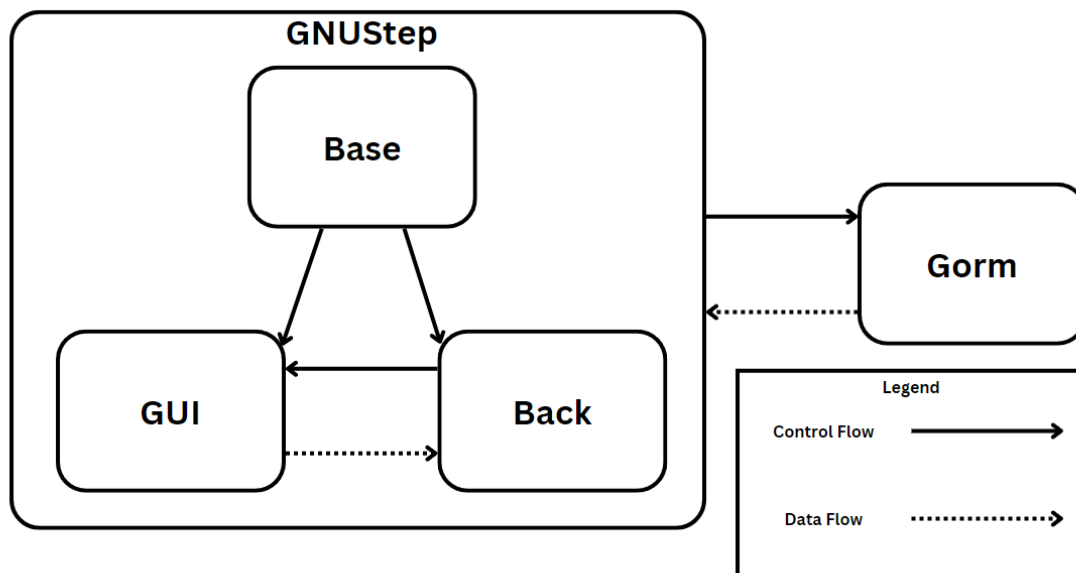 GNUStep
Base
Gorm
GUI
Back
Legend
Control Flow
Data Flow